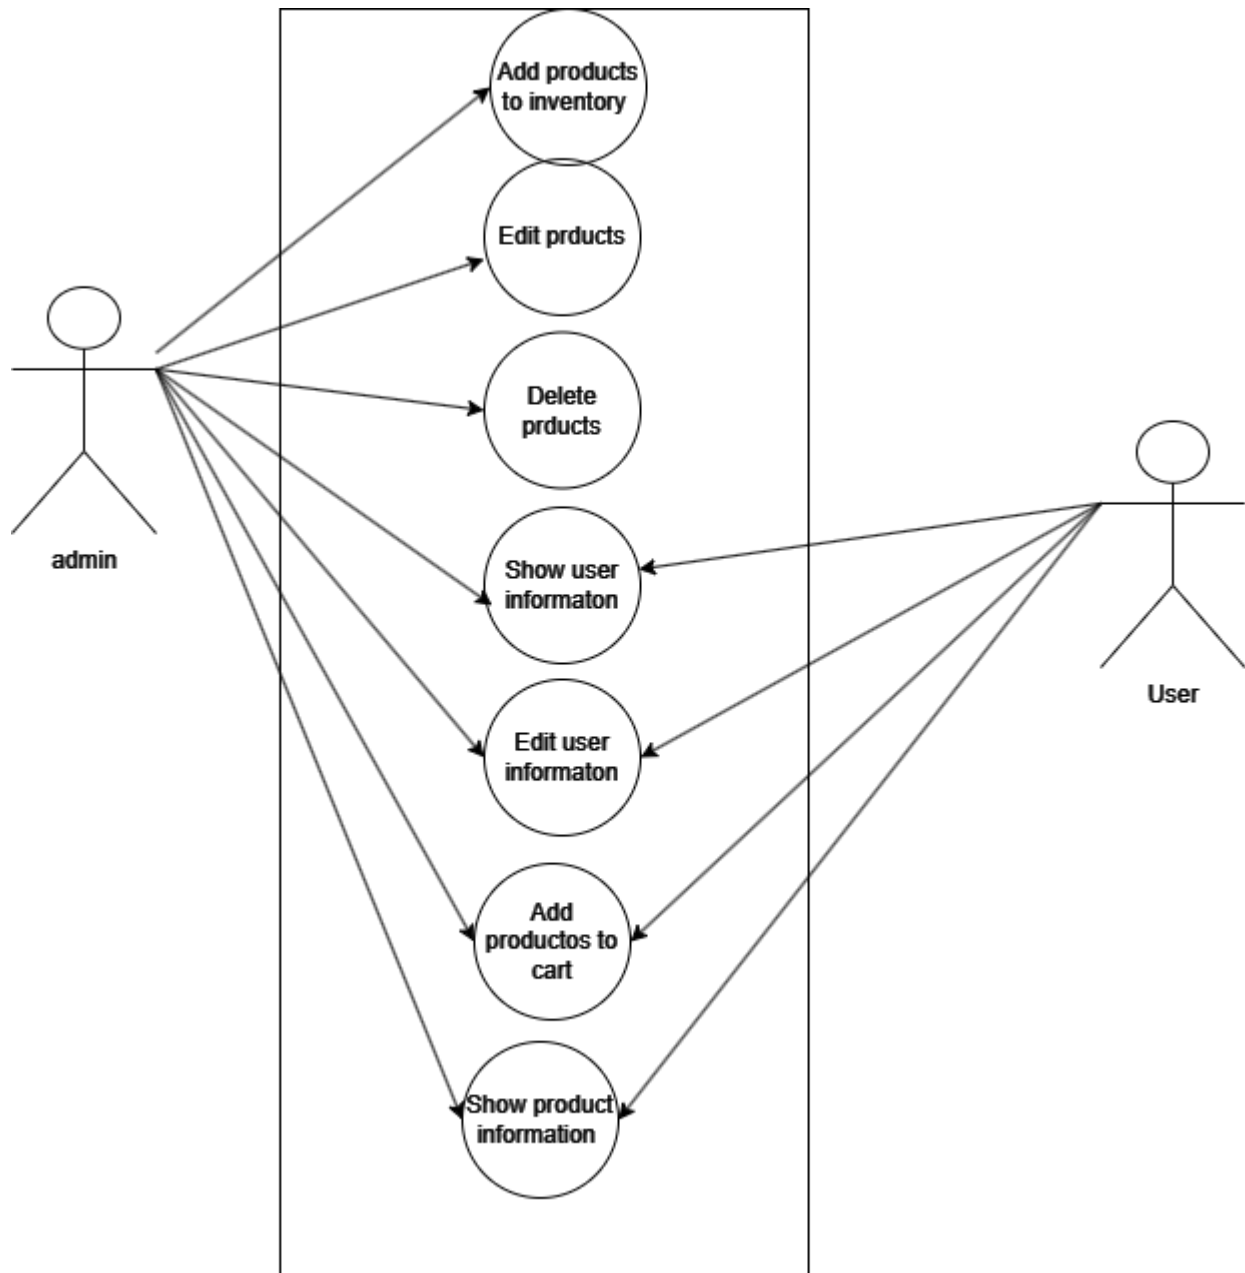 Add products
to inventory
Edit prducts
Delete
prducts
admin
Show user
informaton
User
Edit user
informaton
Add
productos to
cart
Show product
information